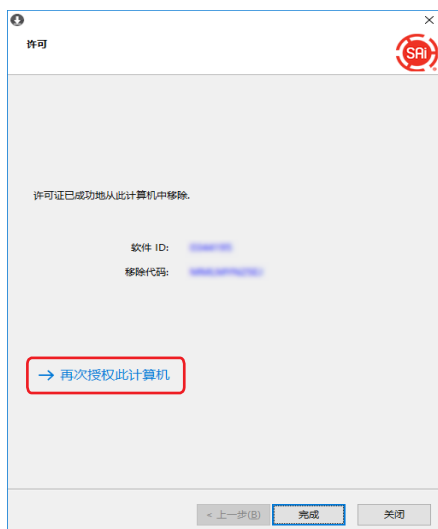 许可
SAi
许可证已成功地从此计算机中移除.
软件 ID:
移除代码:
→ 再次授权此计算机
< 上一步(B)
完成
关闭